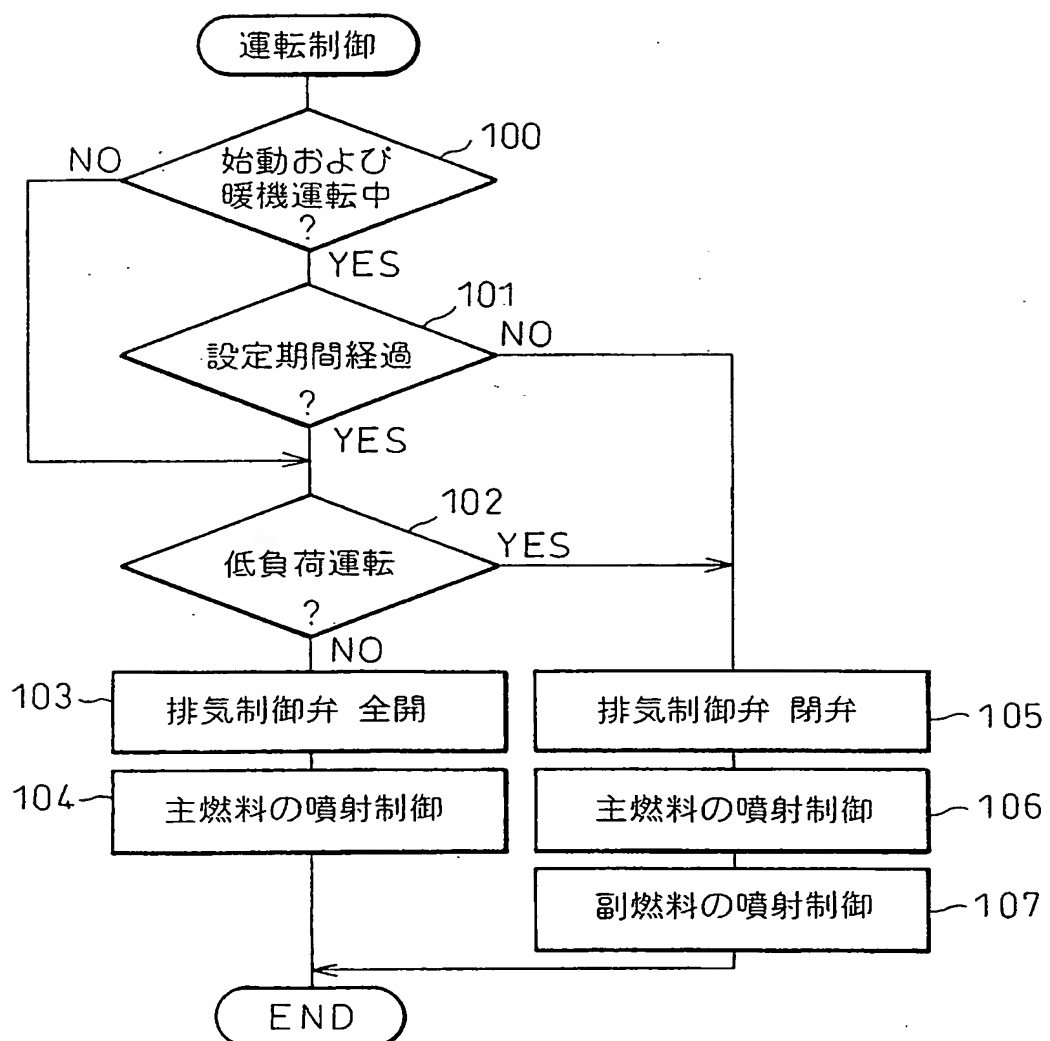 運転制御
100
NO
始動および
暖機運転中
?
YES
101
NO
設定期間経過
?
YES
102
YES
低負荷運転
?
NO
103
排気制御弁 全開
排気制御弁 閉弁
105
104
主燃料の噴射制御
主燃料の噴射制御
106
副燃料の噴射制御
107
END